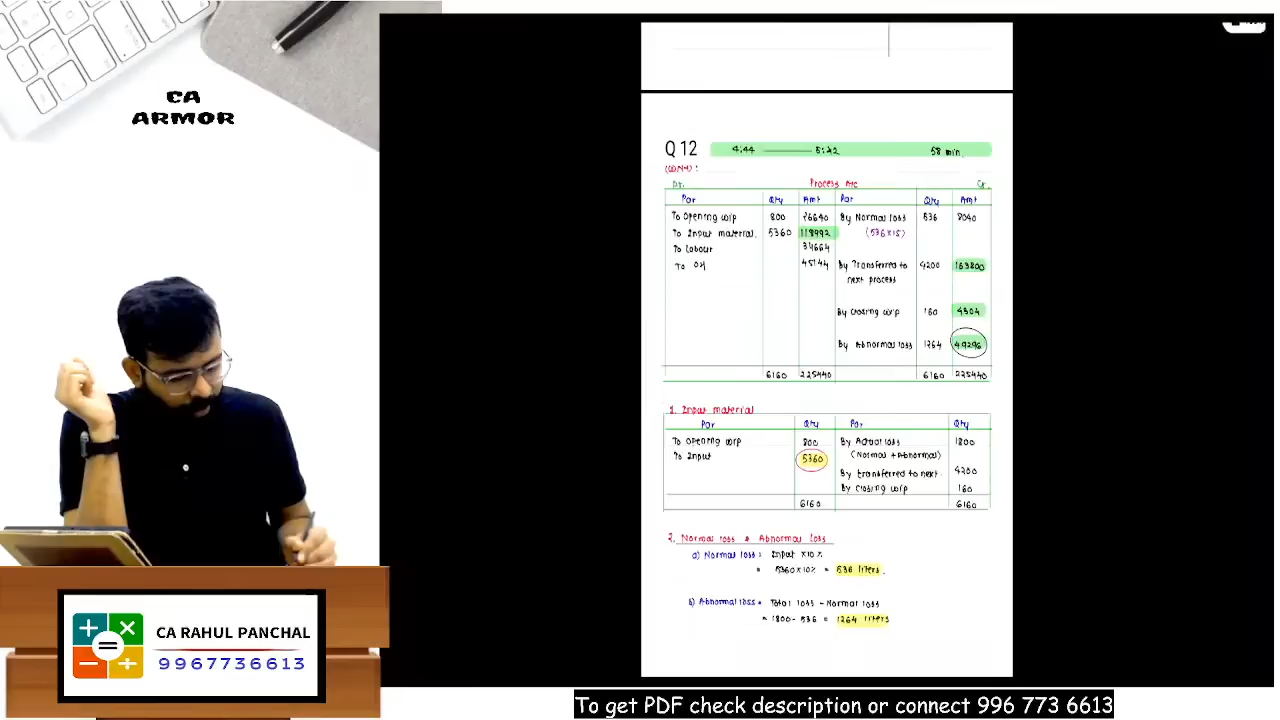 CA
ARMOR
Q 12
4:44 5:42 58 min.
(W.N-1) :
Dr. Process A/c Cr.
Par Qty Amt Par Qty Amt
To Opening wip 800 26640 By Normal loss 536 8040
To Input material. 5360 118992 (536×15)
To labour 34664
To OH 45144 By Transferred to 4200 163800
next process
By Closing wip 160 4304
By Abnormal loss 1264 49296
6160 225440 6160 225440
1. Input material
Par Qty Par Qty
To Opening wip 800 By Actual loss 1800
To Input 5360 (Normal + Abnormal)
By transferred to next. 4200
By Closing wip 160
6160 6160
2. Normal loss & Abnormal loss
a) Normal loss = Input ×10%
= 5360×10% = 536 liters.
b) Abnormal loss = Total loss - Normal loss
= 1800 - 536 = 1264 liters
CA RAHUL PANCHAL
9967736613
To get PDF check description or connect 996 773 6613